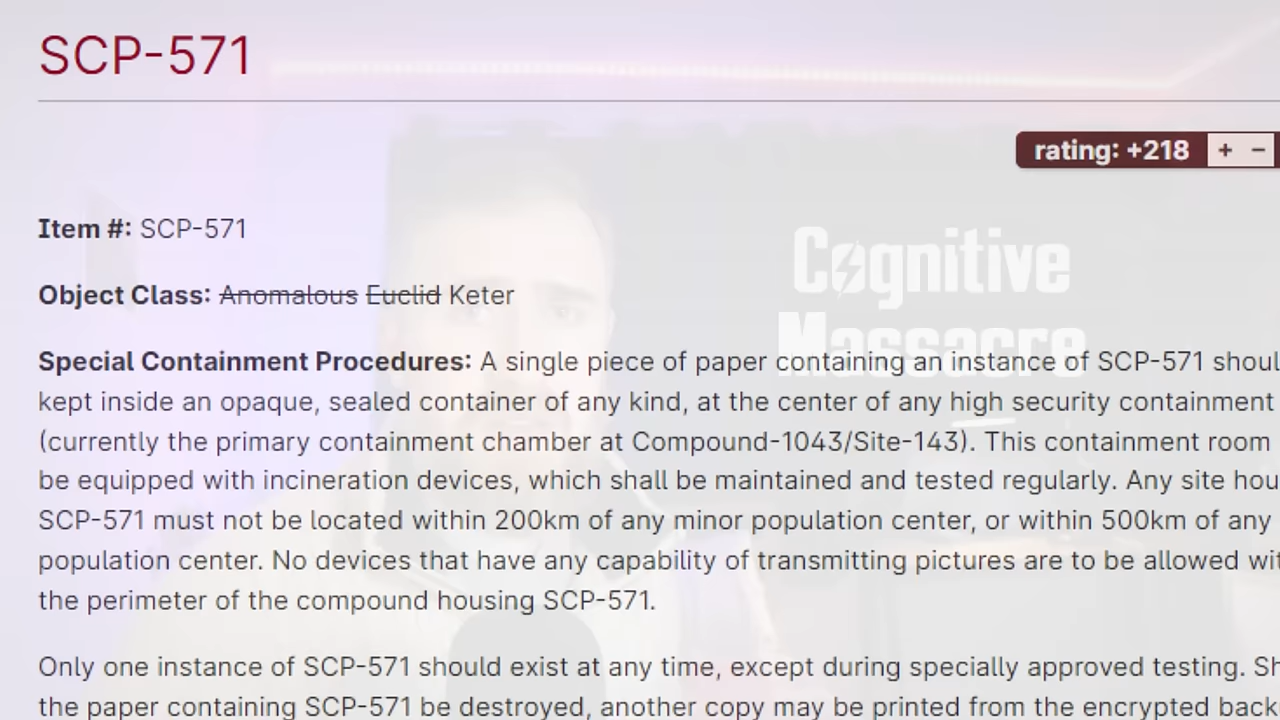 SCP-571
rating: +218 + −
Cognitive
Massacre
Item #: SCP-571
Object Class: Anomalous Euclid Keter
Special Containment Procedures: A single piece of paper containing an instance of SCP-571 shoul
kept inside an opaque, sealed container of any kind, at the center of any high security containment
(currently the primary containment chamber at Compound-1043/Site-143). This containment room
be equipped with incineration devices, which shall be maintained and tested regularly. Any site hou
SCP-571 must not be located within 200km of any minor population center, or within 500km of any
population center. No devices that have any capability of transmitting pictures are to be allowed wit
the perimeter of the compound housing SCP-571.
Only one instance of SCP-571 should exist at any time, except during specially approved testing. Sh
the paper containing SCP-571 be destroyed, another copy may be printed from the encrypted back